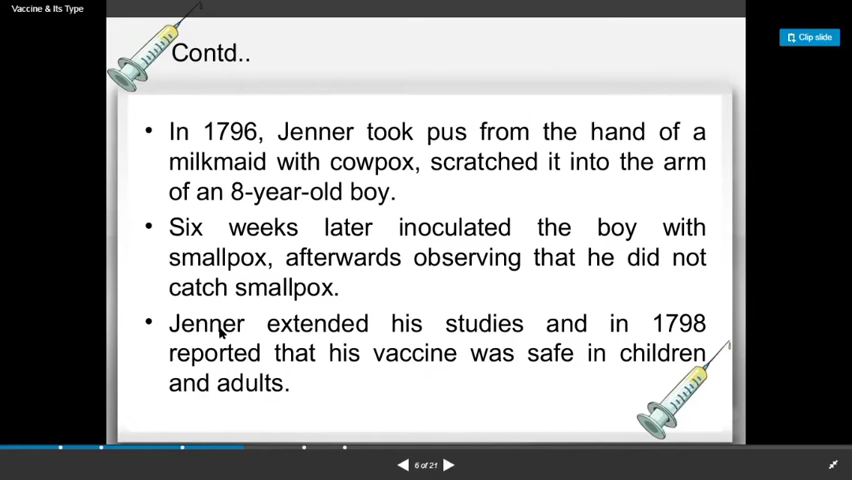 Vaccine & Its Type
Clip slide
Contd..
• In 1796, Jenner took pus from the hand of a
milkmaid with cowpox, scratched it into the arm
of an 8-year-old boy.
• Six weeks later inoculated the boy with
smallpox, afterwards observing that he did not
catch smallpox.
• Jenner extended his studies and in 1798
reported that his vaccine was safe in children
and adults.
6 of 21